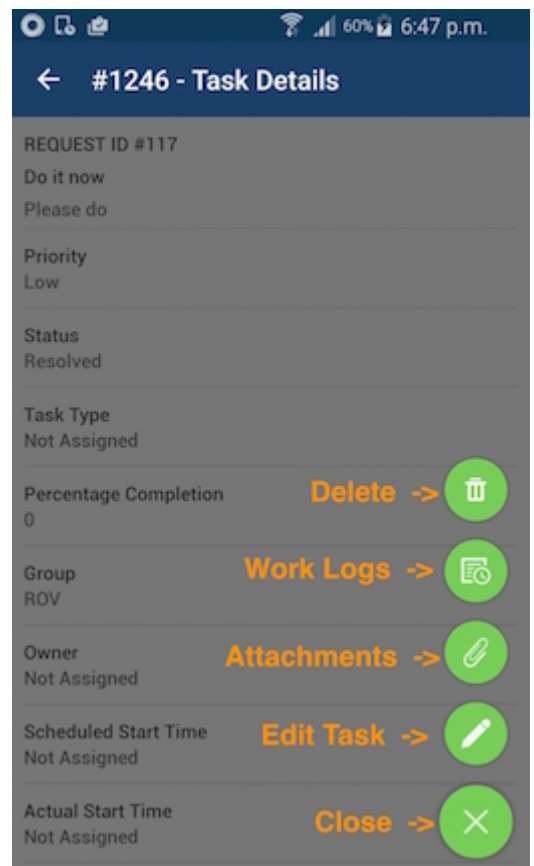 60% 6:47 p.m.
#1246 - Task Details
REQUEST ID #117
Do it now
Please do
Priority
Low
Status
Resolved
Task Type
Not Assigned
Percentage Completion
0
Delete ->
Group
ROV
Work Logs ->
Owner
Not Assigned
Attachments ->
Scheduled Start Time
Not Assigned
Edit Task ->
Actual Start Time
Not Assigned
Close ->